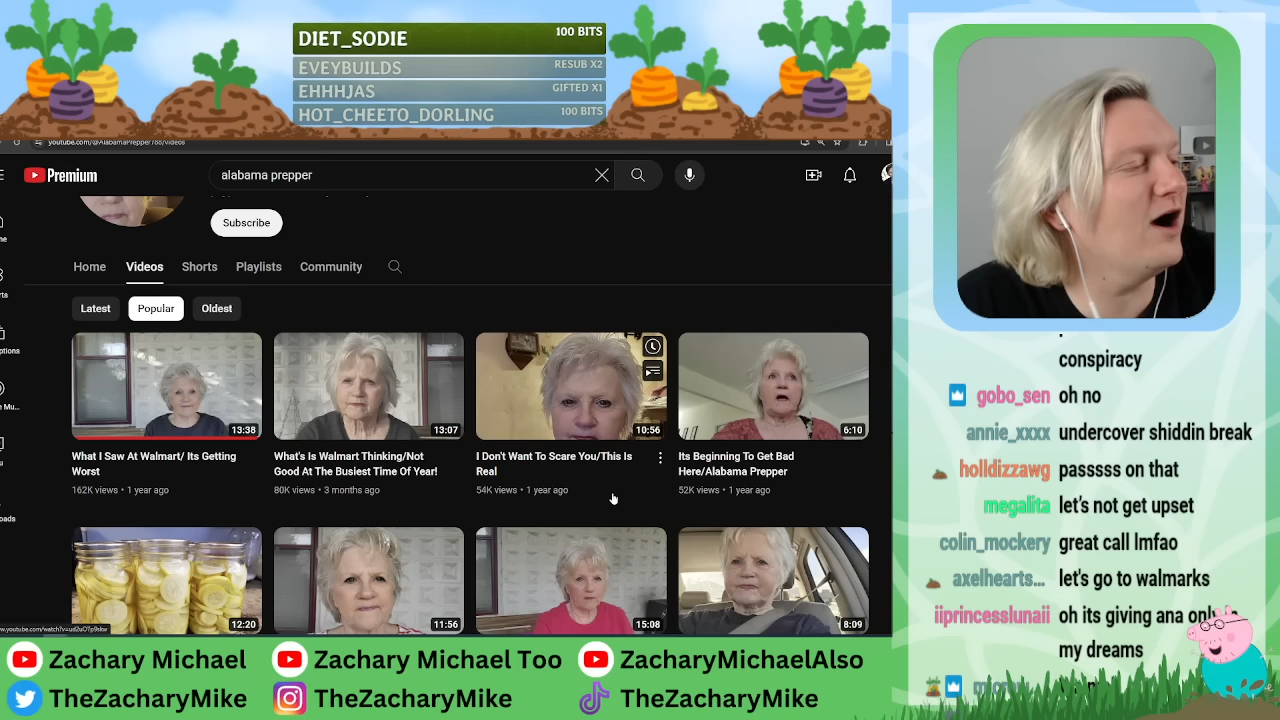 DIET_SODIE 100 BITS
EVEYBUILDS RESUB X2
EHHHJAS GIFTED X1
HOT_CHEETO_DORLING 100 BITS
youtube.com/@AlabamaPrepper788/videos
Premium
alabama prepper
Subscribe
Home Videos Shorts Playlists Community
Latest Popular Oldest
13:38 13:07 10:56 6:10
What I Saw At Walmart/ Its Getting
Worst
162K views • 1 year ago
What's Is Walmart Thinking/Not
Good At The Busiest Time Of Year!
80K views • 3 months ago
I Don't Want To Scare You/This Is
Real
54K views • 1 year ago
Its Beginning To Get Bad
Here/Alabama Prepper
52K views • 1 year ago
12:20 11:56 15:08 8:09
conspiracy
gobo_sen oh no
annie_xxxx undercover shiddin break
holldizzawg passsss on that
megalita let's not get upset
colin_mockery great call lmfao
axelhearts... let's go to walmarks
iiprincesslunaii oh its giving ana only
my dreams
Zachary Michael Zachary Michael Too ZacharyMichaelAlso
TheZacharyMike TheZacharyMike TheZacharyMike